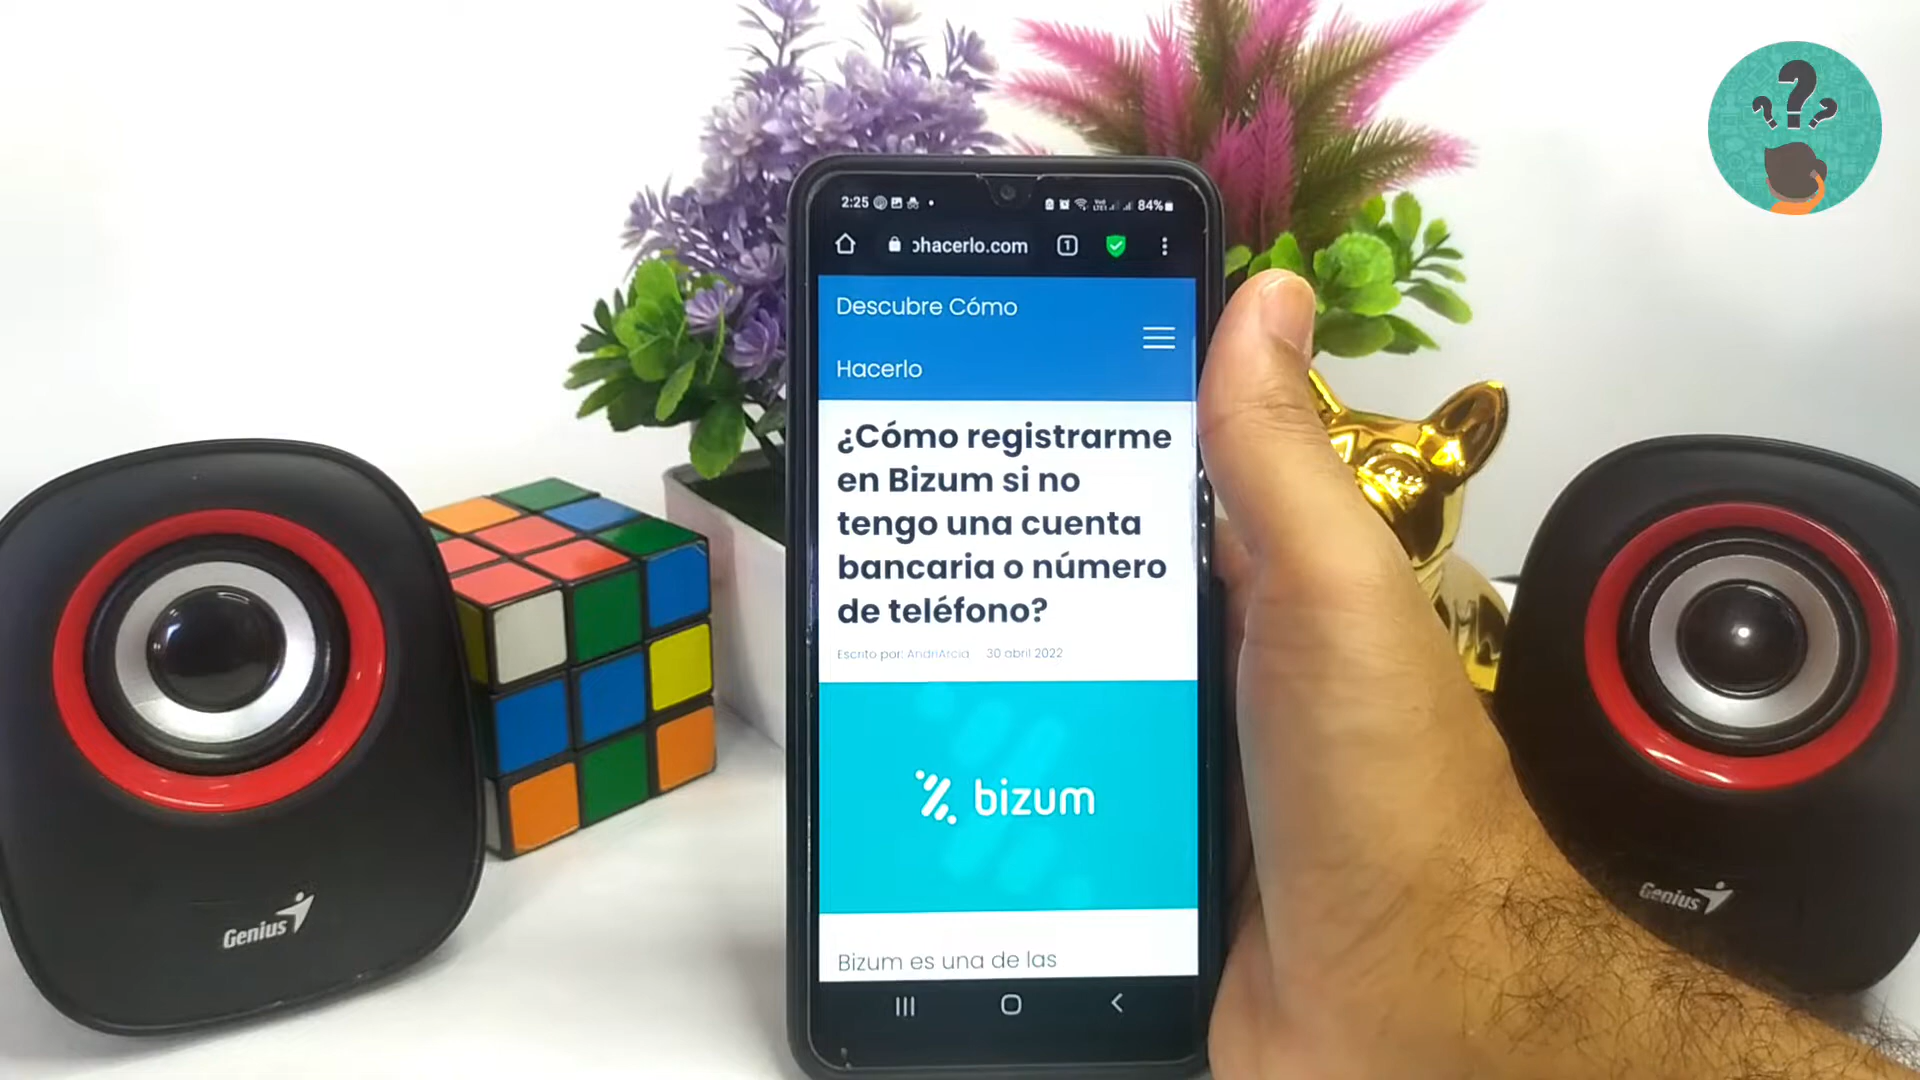 2:25
84%
ohacerlo.com
1
Descubre Cómo
Hacerlo
¿Cómo registrarme
en Bizum si no
tengo una cuenta
bancaria o número
de teléfono?
Escrito por: AndriArcia 30 abril 2022
bizum
Bizum es una de las
Genius
Genius